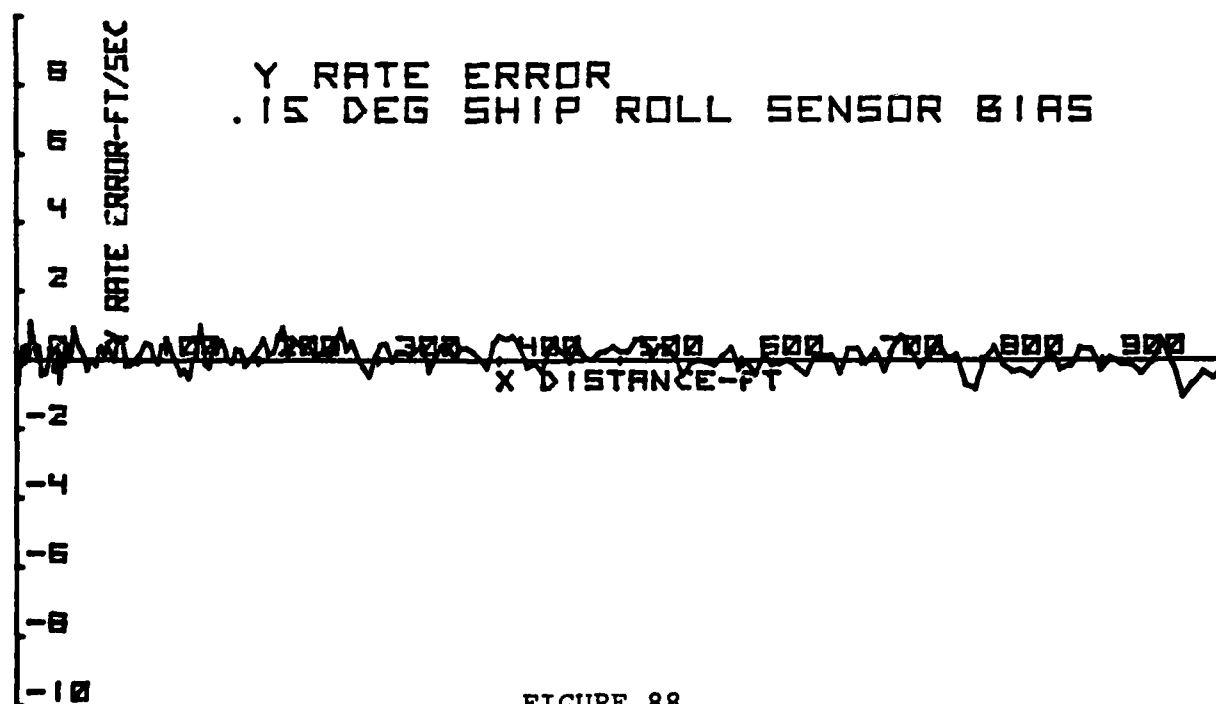 Y RATE ERROR
.15 DEG SHIP ROLL SENSOR BIAS
Y RATE ERROR-FT/SEC
8
6
4
2
0 100 200 300 400 500 600 700 800 900
X DISTANCE-FT
-2
-4
-6
-8
-10
FIGURE 88